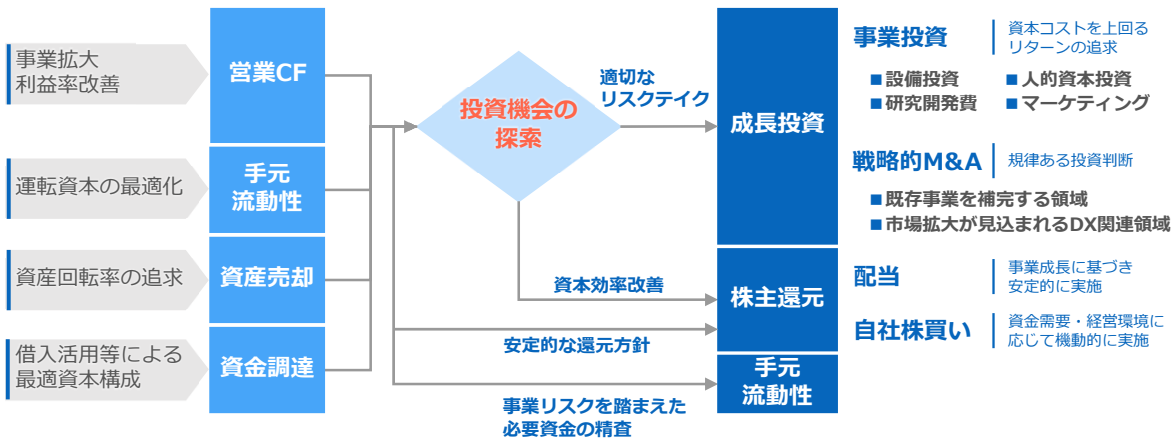 事業拡大
利益率改善
営業CF
運転資本の最適化
手元
流動性
資産回転率の追求
資産売却
借入活用等による
最適資本構成
資金調達
投資機会の
探索
適切な
リスクテイク
資本効率改善
安定的な還元方針
事業リスクを踏まえた
必要資金の精査
成長投資
株主還元
手元
流動性
事業投資
資本コストを上回る
リターンの追求
■設備投資 ■人的資本投資
■研究開発費 ■マーケティング
戦略的M&A 規律ある投資判断
■既存事業を補完する領域
■市場拡大が見込まれるDX関連領域
配当
事業成長に基づき
安定的に実施
自社株買い
資金需要・経営環境に
応じて機動的に実施